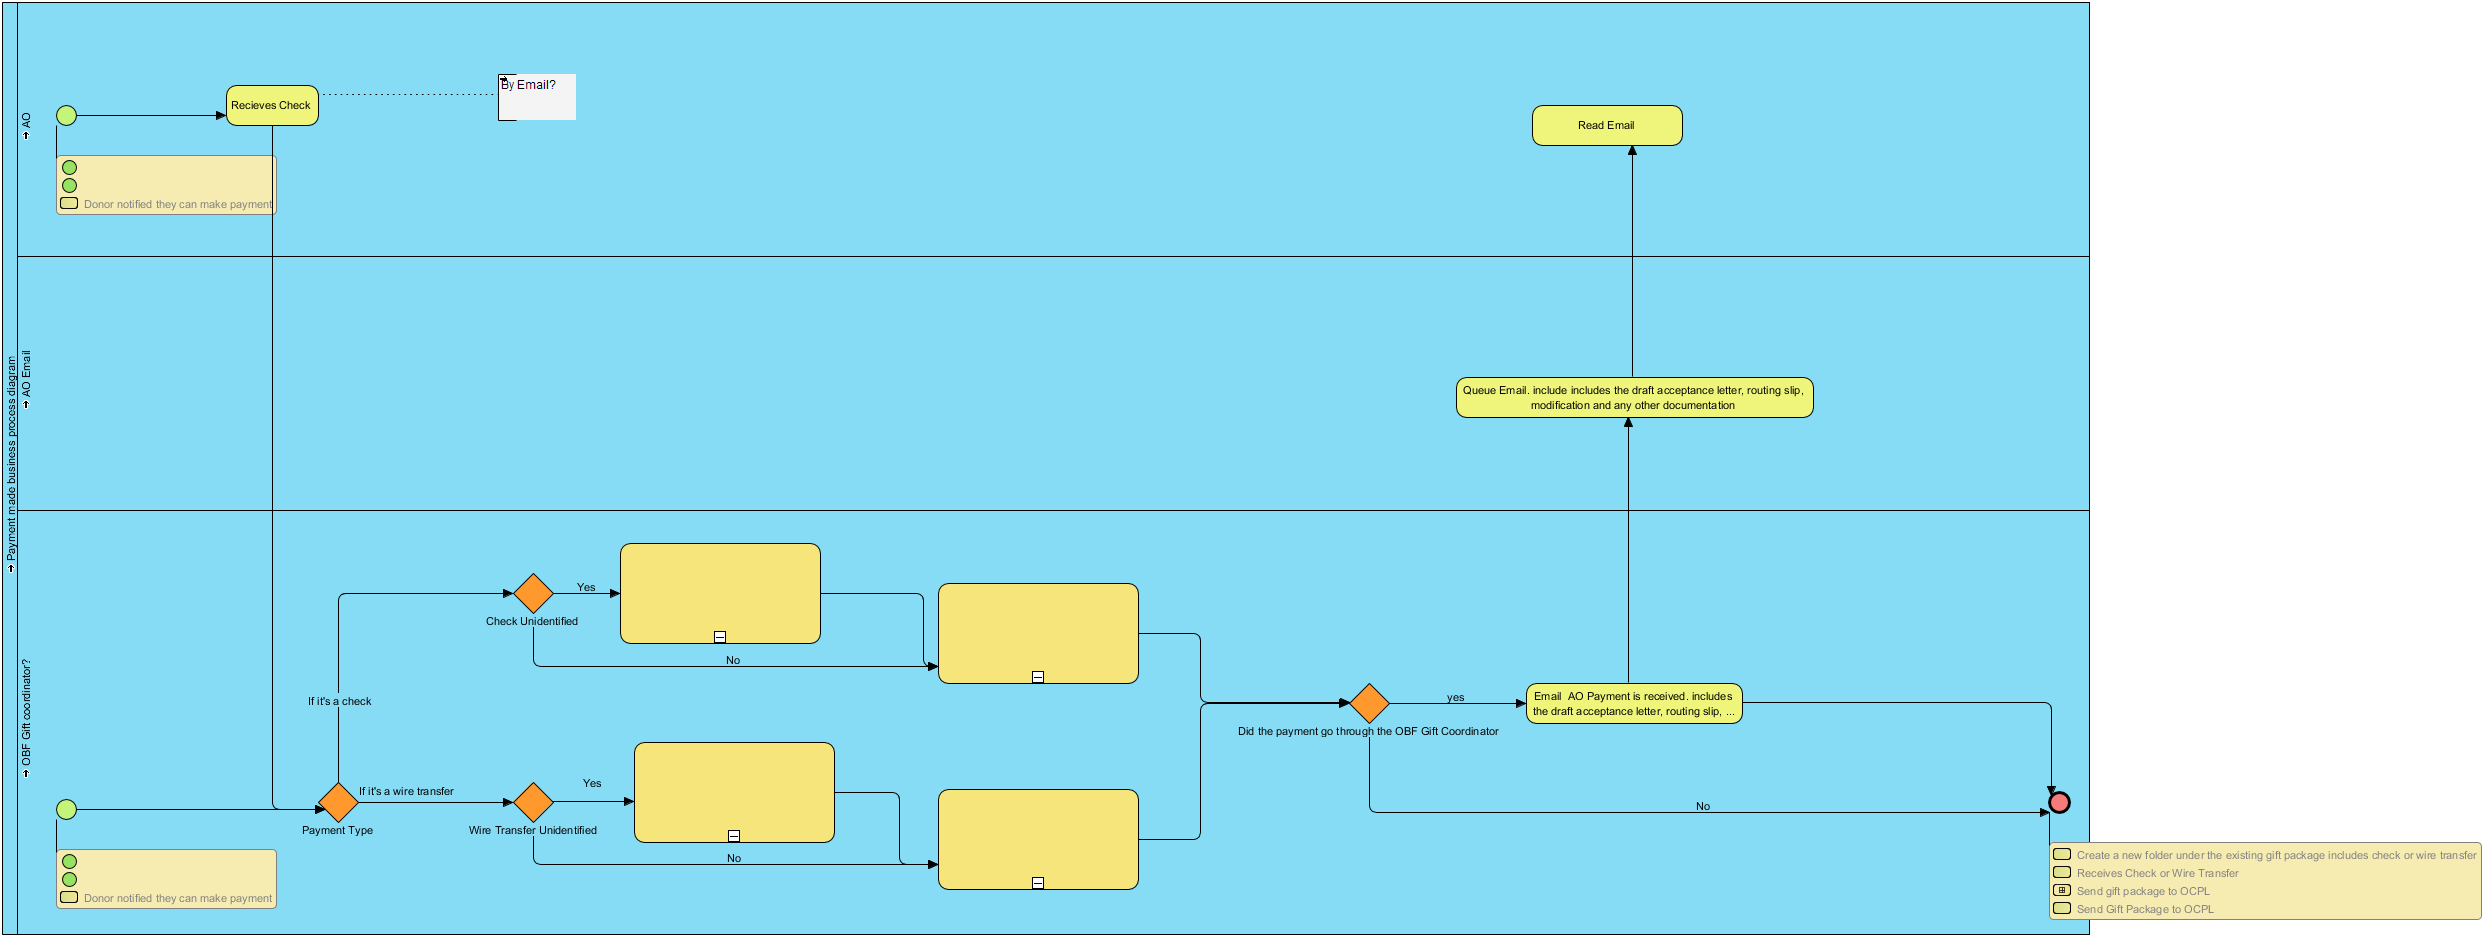 Payment made business process diagram
AO
Recieves Check
By Email?
Donor notified they can make payment
Read Email
AO Email
Queue Email. include includes the draft acceptance letter, routing slip,
modification and any other documentation
OBF Gift coordinator?
Check Unidentified
Yes
No
If it's a check
If it's a wire transfer
Payment Type
Wire Transfer Unidentified
Yes
No
Did the payment go through the OBF Gift Coordinator
yes
Email AO Payment is received. includes
the draft acceptance letter, routing slip, ...
No
Donor notified they can make payment
Create a new folder under the existing gift package includes check or wire transfer
Receives Check or Wire Transfer
Send gift package to OCPL
Send Gift Package to OCPL